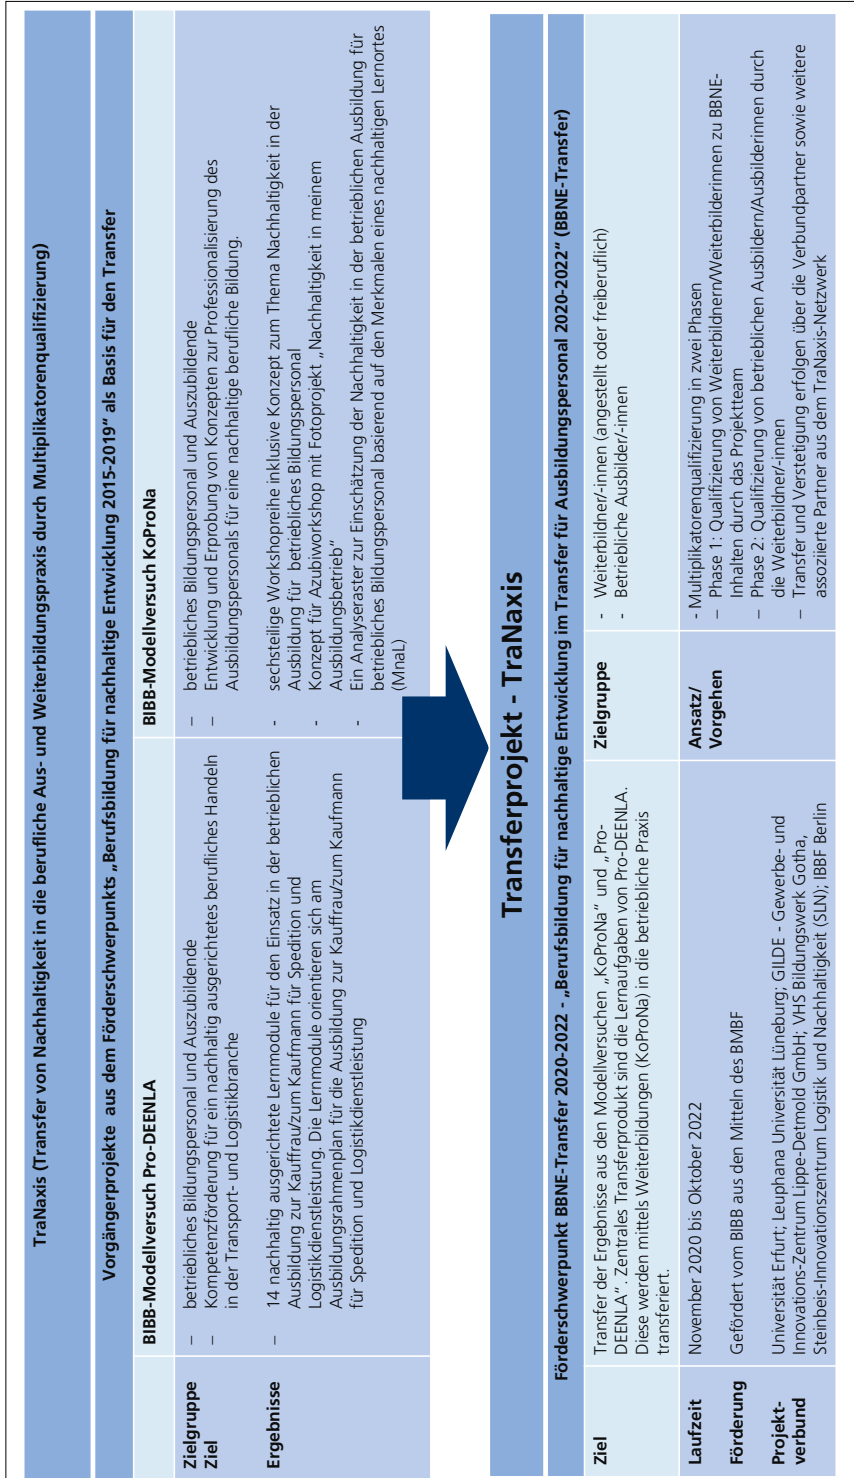 TraNaxis (Transfer von Nachhaltigkeit in die berufliche Aus- und Weiterbildungspraxis durch Multiplikatorenqualifizierung)
Vorgängerprojekte aus dem Förderschwerpunkts „Berufsbildung für nachhaltige Entwicklung 2015-2019“ als Basis für den Transfer
BIBB-Modellversuch Pro-DEENLA
BIBB-Modellversuch KoProNa
Zielgruppe
Ziel
– betriebliches Bildungspersonal und Auszubildende
– Kompetenzförderung für ein nachhaltig ausgerichtetes berufliches Handeln
in der Transport- und Logistikbranche
– betriebliches Bildungspersonal und Auszubildende
– Entwicklung und Erprobung von Konzepten zur Professionalisierung des
Ausbildungspersonals für eine nachhaltige berufliche Bildung.
Ergebnisse
– 14 nachhaltig ausgerichtete Lernmodule für den Einsatz in der betrieblichen
Ausbildung zur Kauffrau/zum Kaufmann für Spedition und
Logistikdienstleistung. Die Lernmodule orientieren sich am
Ausbildungsrahmenplan für die Ausbildung zur Kauffrau/zum Kaufmann
für Spedition und Logistikdienstleistung
- sechsteilige Workshopreihe inklusive Konzept zum Thema Nachhaltigkeit in der
Ausbildung für betriebliches Bildungspersonal
- Konzept für Azubiworkshop mit Fotoprojekt „Nachhaltigkeit in meinem
Ausbildungsbetrieb“
- Ein Analyseraster zur Einschätzung der Nachhaltigkeit in der betrieblichen Ausbildung für
betriebliches Bildungspersonal basierend auf den Merkmalen eines nachhaltigen Lernortes
(MnaL)
Transferprojekt - TraNaxis
Förderschwerpunkt BBNE-Transfer 2020-2022 - „Berufsbildung für nachhaltige Entwicklung im Transfer für Ausbildungspersonal 2020-2022“ (BBNE-Transfer)
Ziel
Transfer der Ergebnisse aus den Modellversuchen „KoProNa“ und „Pro-
DEENLA“. Zentrales Transferprodukt sind die Lernaufgaben von Pro-DEENLA.
Diese werden mittels Weiterbildungen (KoProNa) in die betriebliche Praxis
transferiert.
Zielgruppe
- Weiterbildner/-innen (angestellt oder freiberuflich)
- Betriebliche Ausbilder/-innen
Laufzeit
November 2020 bis Oktober 2022
Förderung
Gefördert vom BIBB aus den Mitteln des BMBF
Projekt-
verbund
Universität Erfurt; Leuphana Universität Lüneburg; GILDE - Gewerbe- und
Innovations-Zentrum Lippe-Detmold GmbH; VHS Bildungswerk Gotha,
Steinbeis-Innovationszentrum Logistik und Nachhaltigkeit (SLN); IBBF Berlin
Ansatz/
Vorgehen
- Multiplikatorenqualifizierung in zwei Phasen
– Phase 1: Qualifizierung von Weiterbildnern/Weiterbilderinnen zu BBNE-
Inhalten durch das Projektteam
– Phase 2: Qualifizierung von betrieblichen Ausbildern/Ausbilderinnen durch
die Weiterbildner/-innen
– Transfer und Verstetigung erfolgen über die Verbundpartner sowie weitere
assoziierte Partner aus dem TraNaxis-Netzwerk